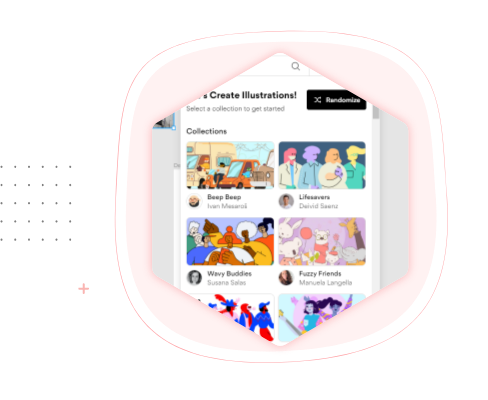 's Create Illustrations!
Select a collection to get started
Randomize
Collections
Beep Beep
Ivan Mesaroš
Lifesavers
Deivid Saenz
Wavy Buddies
Susana Salas
Fuzzy Friends
Manuela Langella